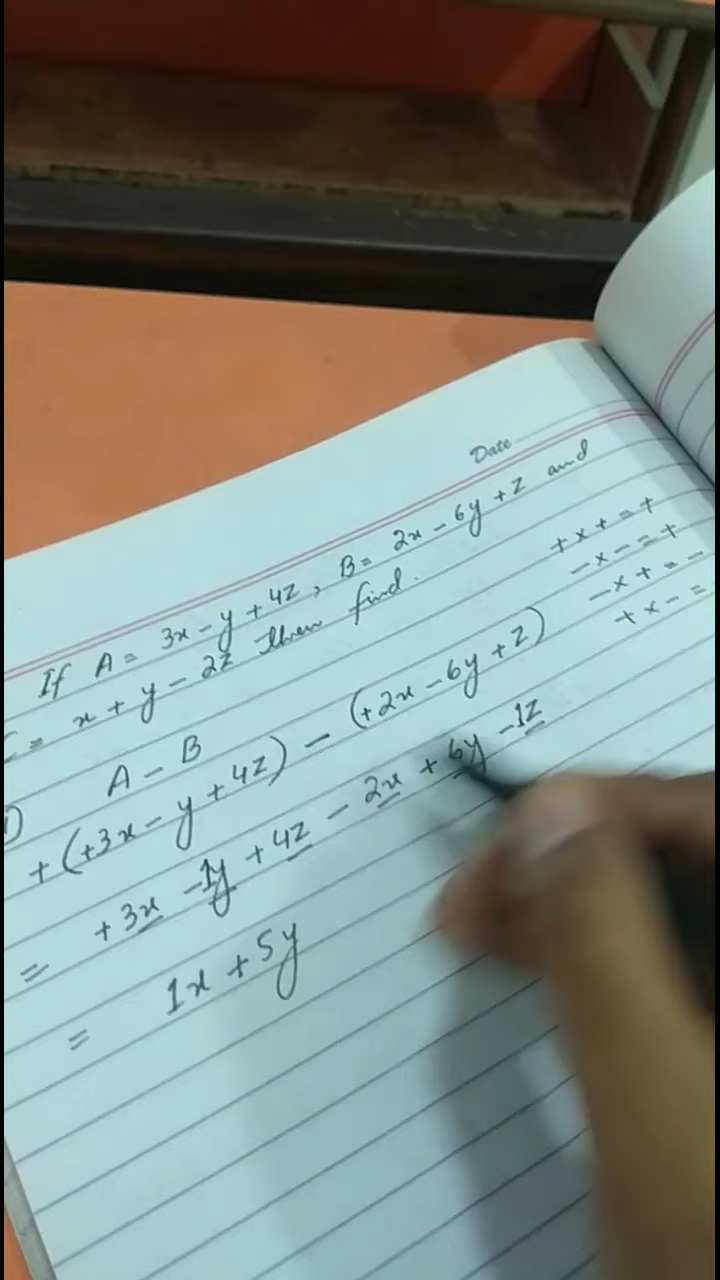 Date
If A = 3x - y + 4z, B = 2x - 6y + z and
C = x + y - 2z then find.
+ x + = +
- x - = +
- x + = -
+ x - =
1) A - B
+ (+3x - y + 4z) - (+2x - 6y + z)
= +3x - 1y + 4z - 2x + 6y - 1z
= 1x + 5y